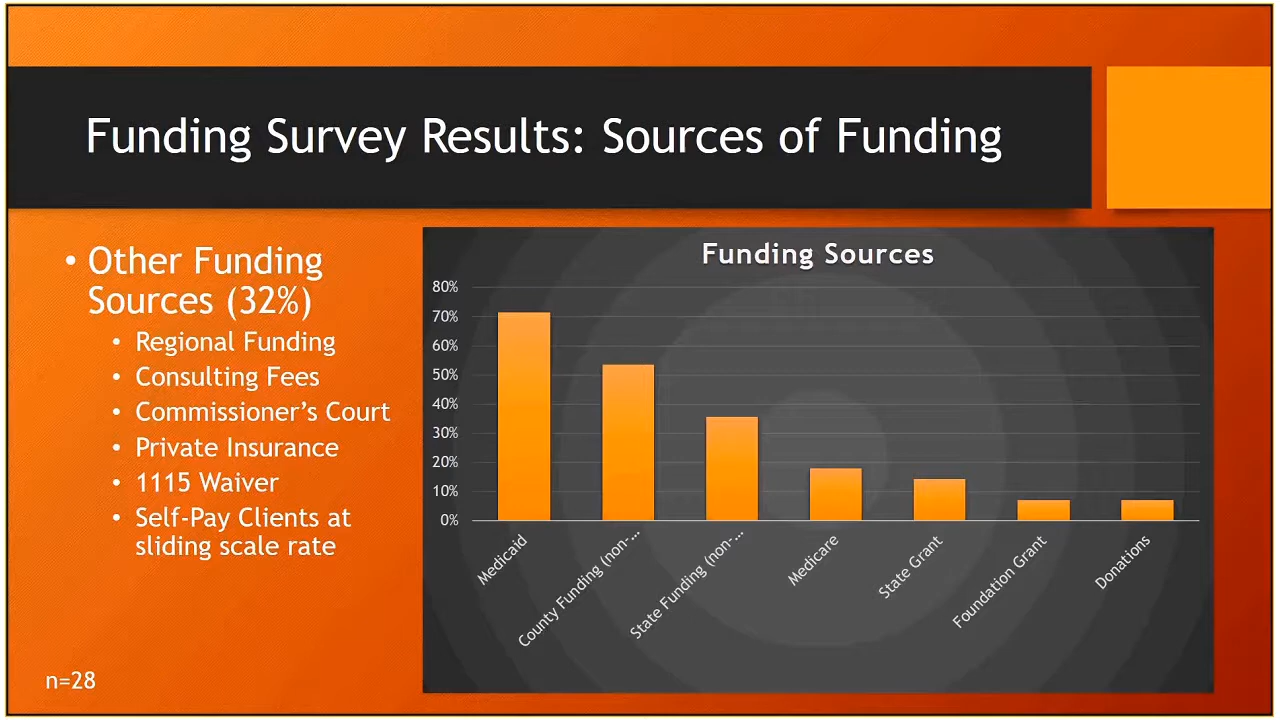 Funding Survey Results: Sources of Funding
• Other Funding
Sources (32%)
• Regional Funding
• Consulting Fees
• Commissioner’s Court
• Private Insurance
• 1115 Waiver
• Self-Pay Clients at
sliding scale rate
n=28
Funding Sources
80%
70%
60%
50%
40%
30%
20%
10%
0%
Medicaid
County Funding (non-…
State Funding (non-…
Medicare
State Grant
Foundation Grant
Donations